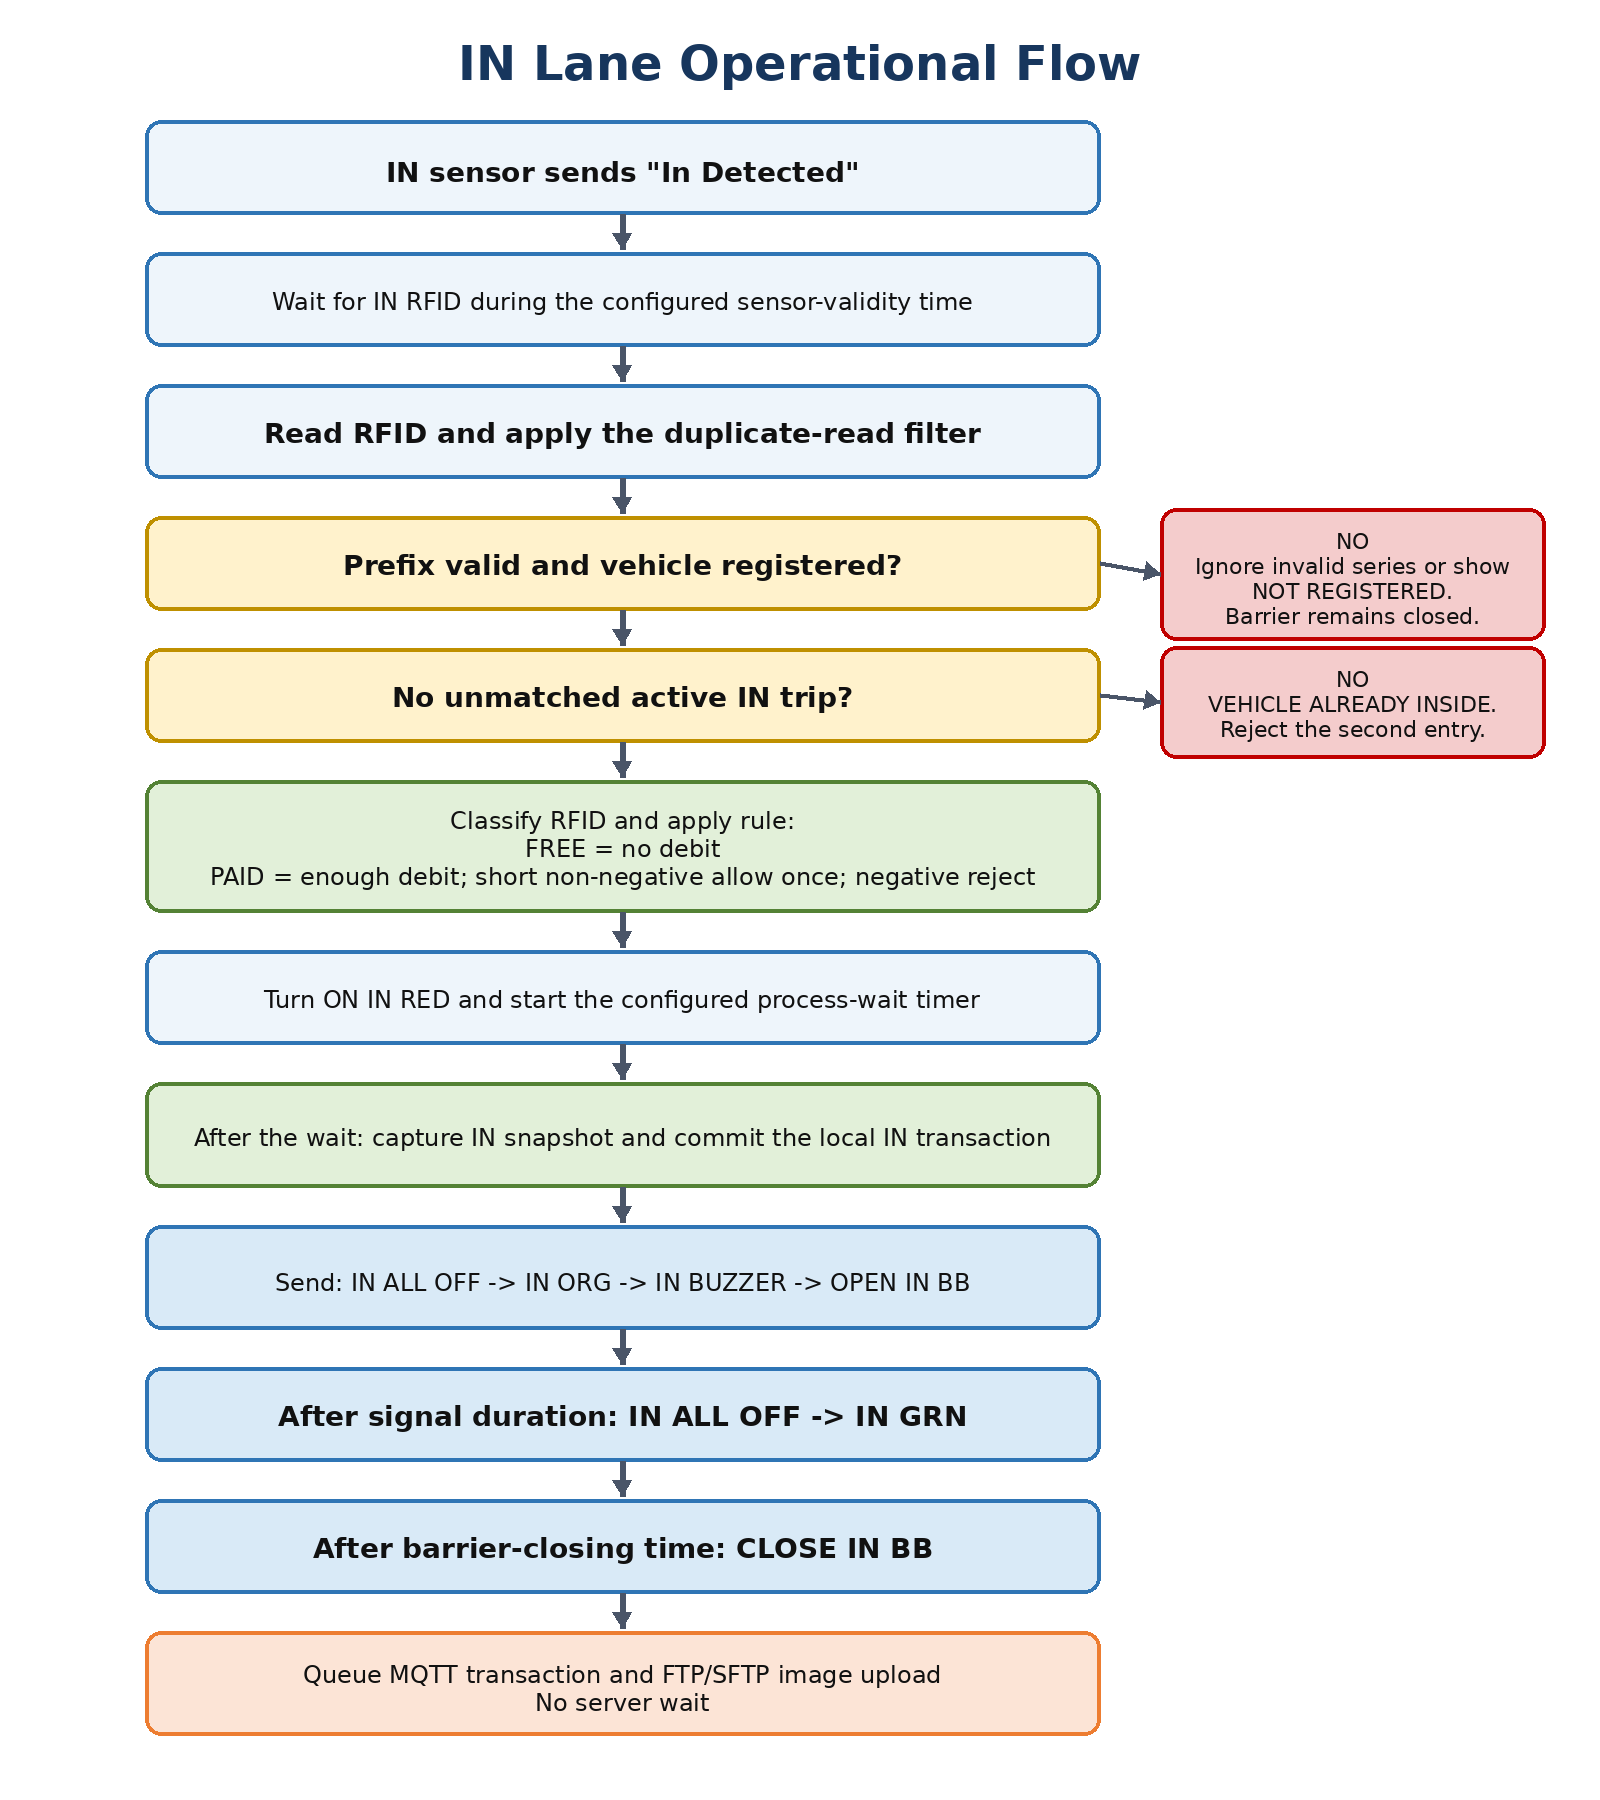 IN Lane Operational Flow
IN sensor sends "In Detected"
Wait for IN RFID during the configured sensor-validity time
Read RFID and apply the duplicate-read filter
Prefix valid and vehicle registered?
NO
Ignore invalid series or show
NOT REGISTERED.
Barrier remains closed.
No unmatched active IN trip?
NO
VEHICLE ALREADY INSIDE.
Reject the second entry.
Classify RFID and apply rule:
FREE = no debit
PAID = enough debit; short non-negative allow once; negative reject
Turn ON IN RED and start the configured process-wait timer
After the wait: capture IN snapshot and commit the local IN transaction
Send: IN ALL OFF -> IN ORG -> IN BUZZER -> OPEN IN BB
After signal duration: IN ALL OFF -> IN GRN
After barrier-closing time: CLOSE IN BB
Queue MQTT transaction and FTP/SFTP image upload
No server wait